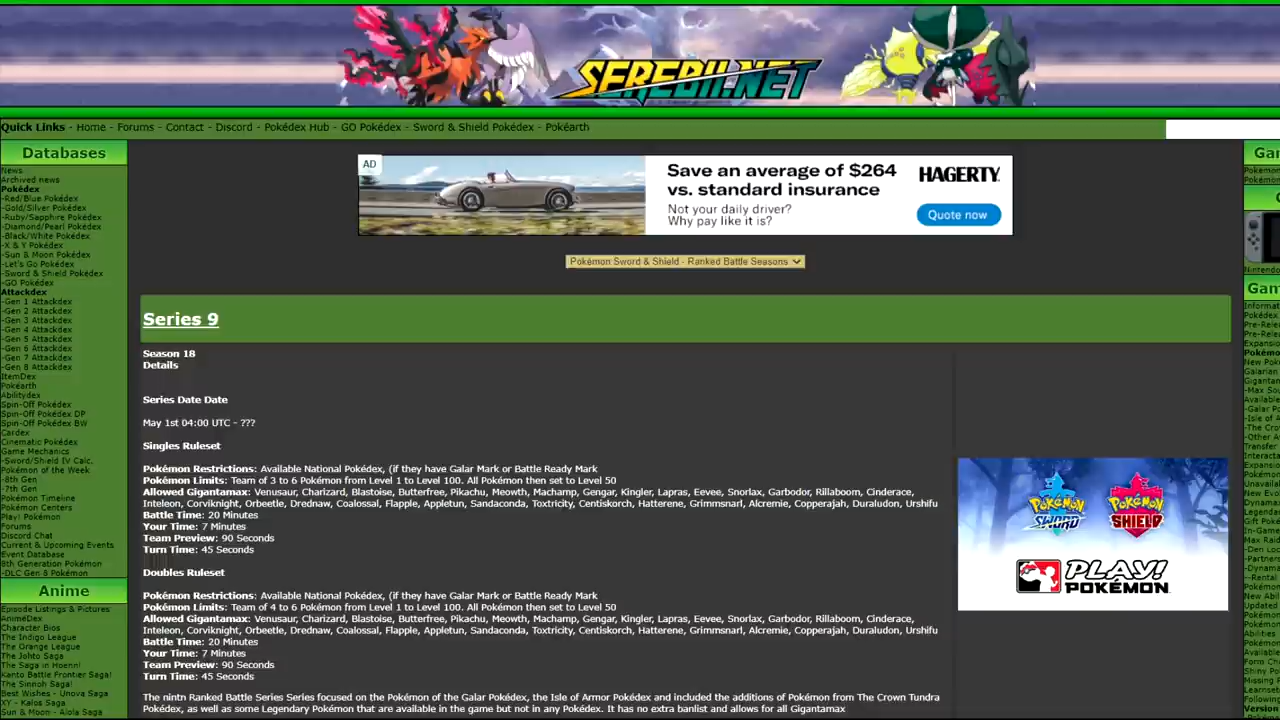 SEREBII.NET
Quick Links - Home - Forums - Contact - Discord - Pokédex Hub - GO Pokédex - Sword & Shield Pokédex - Pokéarth
Databases
News
Archived news
Pokédex
-Red/Blue Pokédex
-Gold/Silver Pokédex
-Ruby/Sapphire Pokédex
-Diamond/Pearl Pokédex
-Black/White Pokédex
-X & Y Pokédex
-Sun & Moon Pokédex
-Let's Go Pokédex
-Sword & Shield Pokédex
-GO Pokédex
Attackdex
-Gen 1 Attackdex
-Gen 2 Attackdex
-Gen 3 Attackdex
-Gen 4 Attackdex
-Gen 5 Attackdex
-Gen 6 Attackdex
-Gen 7 Attackdex
-Gen 8 Attackdex
ItemDex
Pokéarth
Abilitydex
Spin-Off Pokédex
Spin-Off Pokédex DP
Spin-Off Pokédex BW
Cardex
Cinematic Pokédex
Game Mechanics
-Sword/Shield IV Calc.
Pokémon of the Week
-8th Gen
-7th Gen
Pokémon Timeline
Pokémon Centers
Play! Pokémon
Forums
Discord Chat
Current & Upcoming Events
Event Database
8th Generation Pokémon
-DLC Gen 8 Pokémon
Anime
Episode Listings & Pictures
AnimeDex
Character Bios
The Indigo League
The Orange League
The Johto Saga
The Saga in Hoenn!
Kanto Battle Frontier Saga!
The Sinnoh Saga!
Best Wishes - Unova Saga
XY - Kalos Saga
Sun & Moon - Alola Saga
AD
Save an average of $264
vs. standard insurance
Not your daily driver?
Why pay like it is?
HAGERTY
Quote now
Pokémon Sword & Shield - Ranked Battle Seasons
Series 9
Season 18
Details
Series Date Date
May 1st 04:00 UTC - ???
Singles Ruleset
Pokémon Restrictions: Available National Pokédex, (if they have Galar Mark or Battle Ready Mark
Pokémon Limits: Team of 3 to 6 Pokémon from Level 1 to Level 100. All Pokémon then set to Level 50
Allowed Gigantamax: Venusaur, Charizard, Blastoise, Butterfree, Pikachu, Meowth, Machamp, Gengar, Kingler, Lapras, Eevee, Snorlax, Garbodor, Rillaboom, Cinderace,
Inteleon, Corviknight, Orbeetle, Drednaw, Coalossal, Flapple, Appletun, Sandaconda, Toxtricity, Centiskorch, Hatterene, Grimmsnarl, Alcremie, Copperajah, Duraludon, Urshifu
Battle Time: 20 Minutes
Your Time: 7 Minutes
Team Preview: 90 Seconds
Turn Time: 45 Seconds
Doubles Ruleset
Pokémon Restrictions: Available National Pokédex, (if they have Galar Mark or Battle Ready Mark
Pokémon Limits: Team of 4 to 6 Pokémon from Level 1 to Level 100. All Pokémon then set to Level 50
Allowed Gigantamax: Venusaur, Charizard, Blastoise, Butterfree, Pikachu, Meowth, Machamp, Gengar, Kingler, Lapras, Eevee, Snorlax, Garbodor, Rillaboom, Cinderace,
Inteleon, Corviknight, Orbeetle, Drednaw, Coalossal, Flapple, Appletun, Sandaconda, Toxtricity, Centiskorch, Hatterene, Grimmsnarl, Alcremie, Copperajah, Duraludon, Urshifu
Battle Time: 20 Minutes
Your Time: 7 Minutes
Team Preview: 90 Seconds
Turn Time: 45 Seconds
The nintn Ranked Battle Series Series focused on the Pokémon of the Galar Pokédex, the Isle of Armor Pokédex and included the additions of Pokémon from The Crown Tundra
Pokédex, as well as some Legendary Pokémon that are available in the game but not in any Pokédex. It has no extra banlist and allows for all Gigantamax
POKÉMON SWORD
POKÉMON SHIELD
PLAY!
POKÉMON